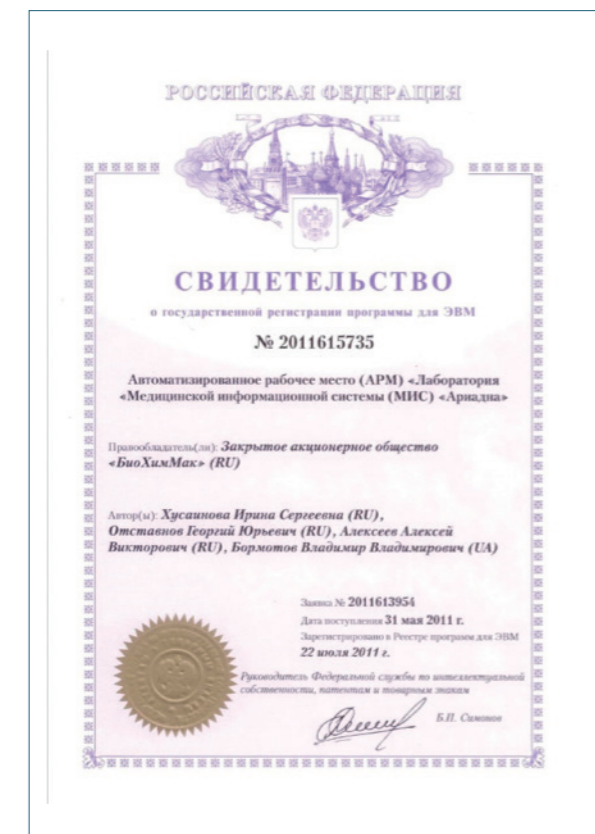 РОССИЙСКАЯ ФЕДЕРАЦИЯ
СВИДЕТЕЛЬСТВО
о государственной регистрации программы для ЭВМ
№ 2011615735
Автоматизированное рабочее место (АРМ) «Лаборатория
«Медицинской информационной системы (МИС) «Ариадна»
Правообладатель(ли): Закрытое акционерное общество
«БиоХимМак» (RU)
Автор(ы): Хусаинова Ирина Сергеевна (RU),
Отставнов Георгий Юрьевич (RU), Алексеев Алексей
Викторович (RU), Бормотов Владимир Владимирович (UA)
Заявка № 2011613954
Дата поступления 31 мая 2011 г.
Зарегистрировано в Реестре программ для ЭВМ
22 июля 2011 г.
Руководитель Федеральной службы по интеллектуальной
собственности, патентам и товарным знакам
Б.П. Симонов